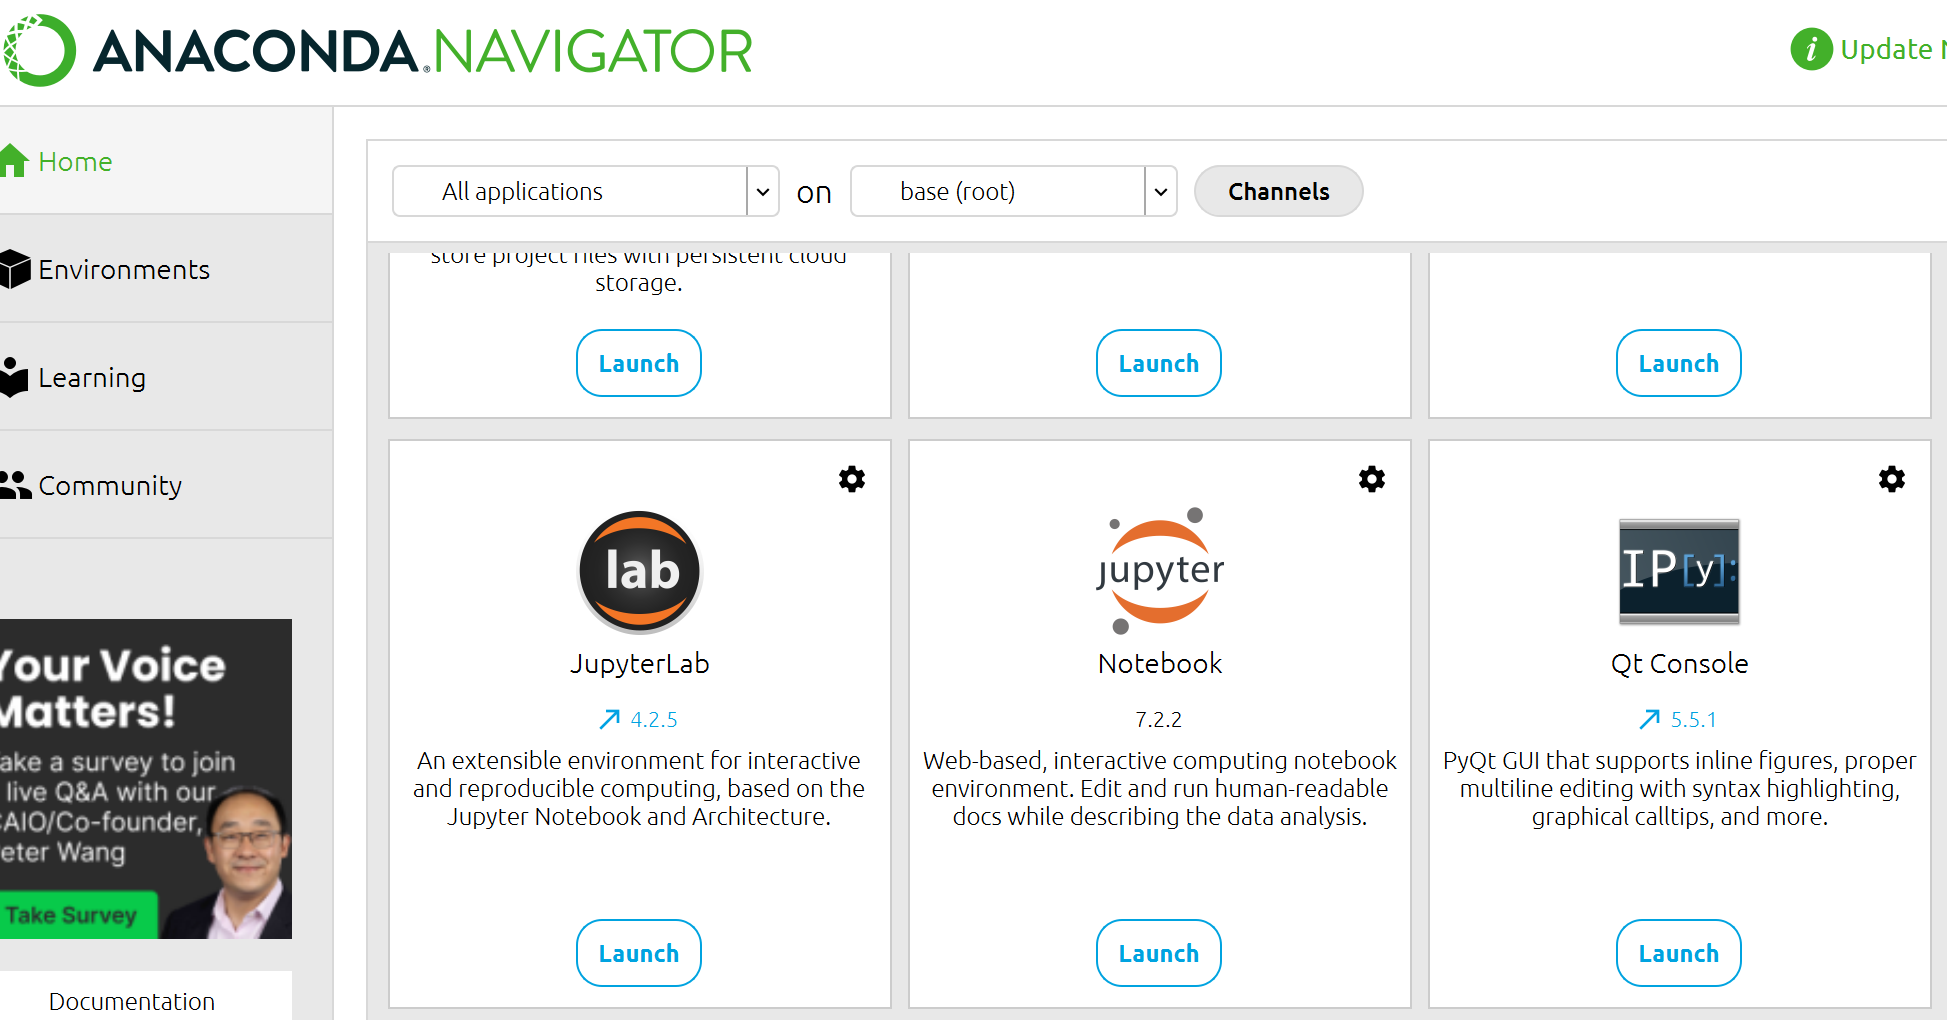 ANACONDA.NAVIGATOR
Update
Home
Environments
Learning
Community
Your Voice
Matters!
ake a survey to join
live Q&A with our
CAIO/Co-founder,
eter Wang
Take Survey
Documentation
All applications
on
base (root)
Channels
store project files with persistent cloud
storage.
Launch
Launch
Launch
lab
JupyterLab
4.2.5
An extensible environment for interactive
and reproducible computing, based on the
Jupyter Notebook and Architecture.
Launch
jupyter
Notebook
7.2.2
Web-based, interactive computing notebook
environment. Edit and run human-readable
docs while describing the data analysis.
Launch
IP[y]:
Qt Console
5.5.1
PyQt GUI that supports inline figures, proper
multiline editing with syntax highlighting,
graphical calltips, and more.
Launch